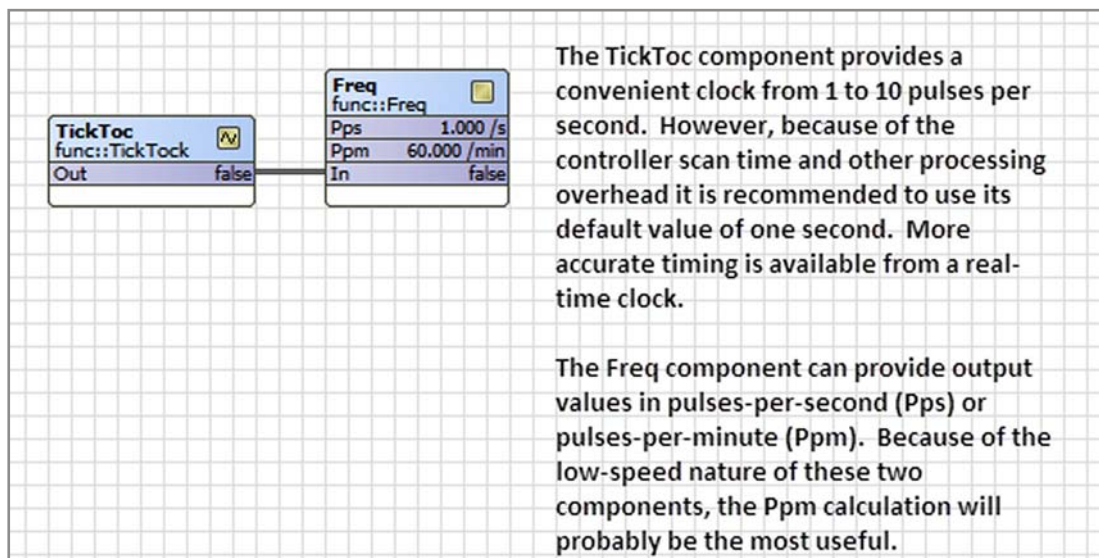 TickToc
func::TickTock
Out false
Freq
func::Freq
Pps 1.000 /s
Ppm 60.000 /min
In false
The TickToc component provides a
convenient clock from 1 to 10 pulses per
second. However, because of the
controller scan time and other processing
overhead it is recommended to use its
default value of one second. More
accurate timing is available from a real-
time clock.
The Freq component can provide output
values in pulses-per-second (Pps) or
pulses-per-minute (Ppm). Because of the
low-speed nature of these two
components, the Ppm calculation will
probably be the most useful.